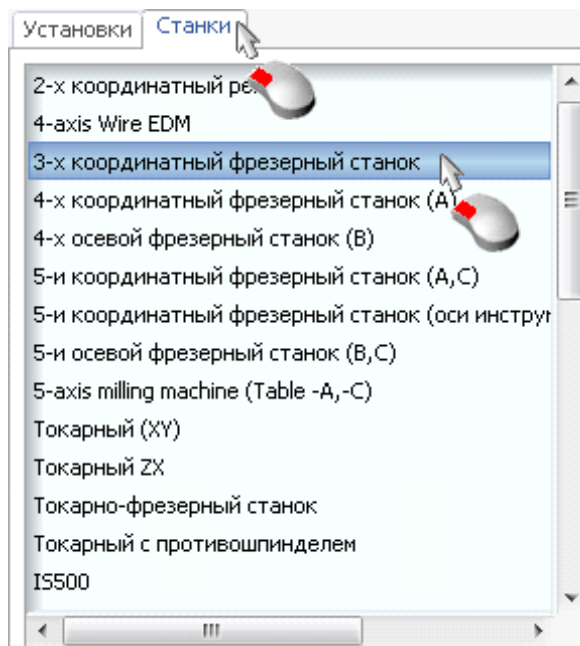 Установки Станки
2-х координатный
4-axis Wire EDM
3-х координатный фрезерный станок
4-х координатный фрезерный станок (A)
4-х осевой фрезерный станок (B)
5-и координатный фрезерный станок (A,C)
5-и координатный фрезерный станок (оси инструм
5-и осевой фрезерный станок (B,C)
5-axis milling machine (Table -A,-C)
Токарный (XY)
Токарный ZX
Токарно-фрезерный станок
Токарный с противошпинделем
IS500